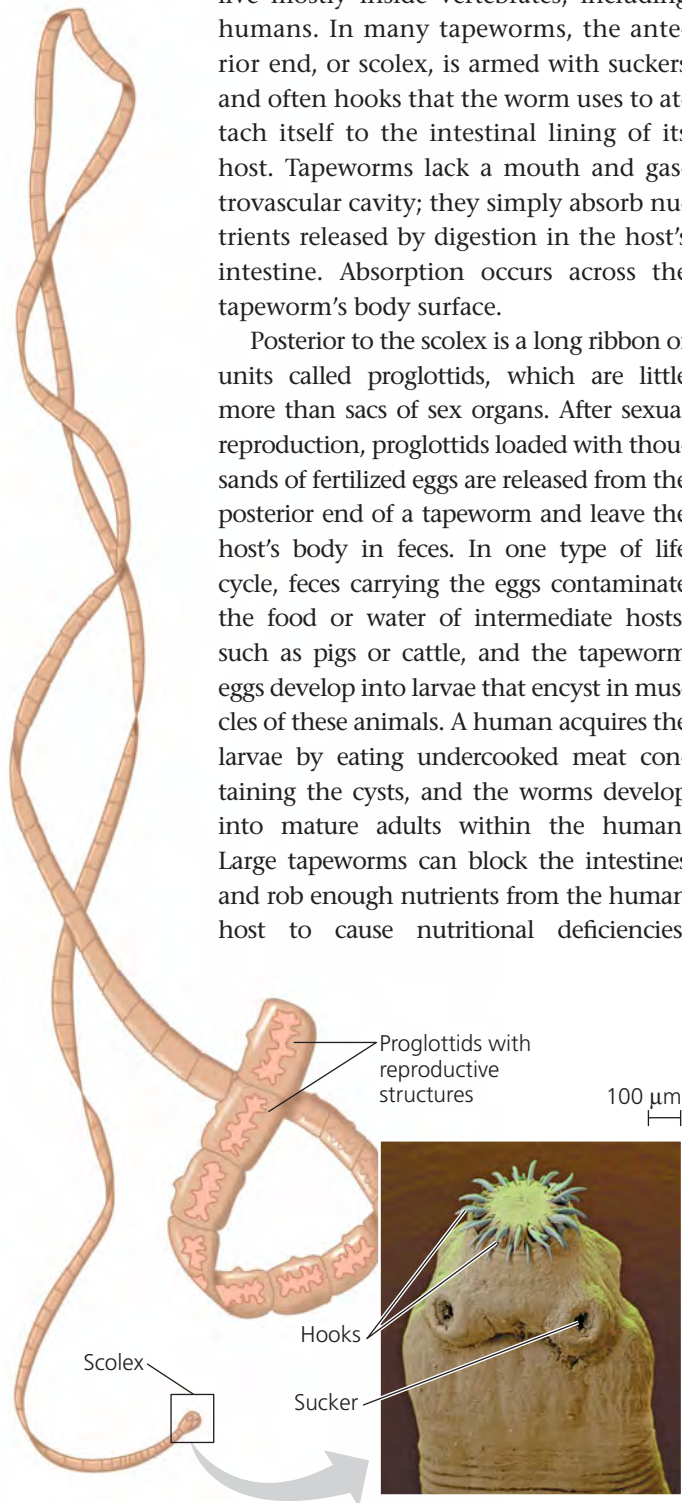 humans. In many tapeworms, the ante-
rior end, or scolex, is armed with suckers
and often hooks that the worm uses to at-
tach itself to the intestinal lining of its
host. Tapeworms lack a mouth and gas-
trovascular cavity; they simply absorb nu-
trients released by digestion in the host's
intestine. Absorption occurs across the
tapeworm's body surface.
Posterior to the scolex is a long ribbon of
units called proglottids, which are little
more than sacs of sex organs. After sexual
reproduction, proglottids loaded with thou-
sands of fertilized eggs are released from the
posterior end of a tapeworm and leave the
host's body in feces. In one type of life
cycle, feces carrying the eggs contaminate
the food or water of intermediate hosts,
such as pigs or cattle, and the tapeworm
eggs develop into larvae that encyst in mus-
cles of these animals. A human acquires the
larvae by eating undercooked meat con-
taining the cysts, and the worms develop
into mature adults within the human.
Large tapeworms can block the intestines
and rob enough nutrients from the human
host to cause nutritional deficiencies.
Proglottids with
reproductive
structures
100 μm
Hooks
Scolex
Sucker